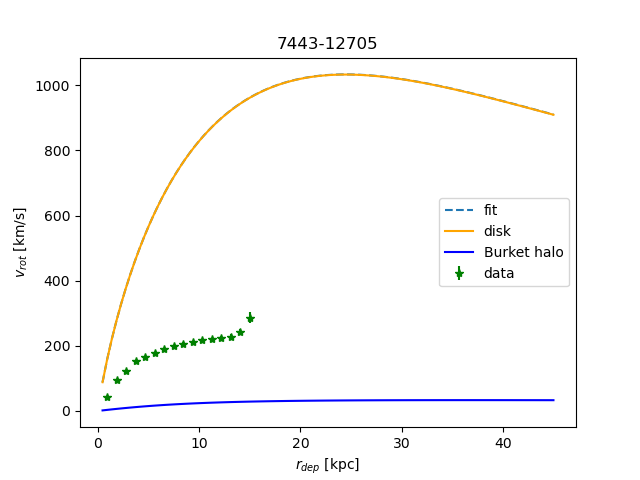 7443-12705
1000
800
600
400
200
0
v_rot [km/s]
fit
disk
Burket halo
data
0 10 20 30 40
r_dep [kpc]